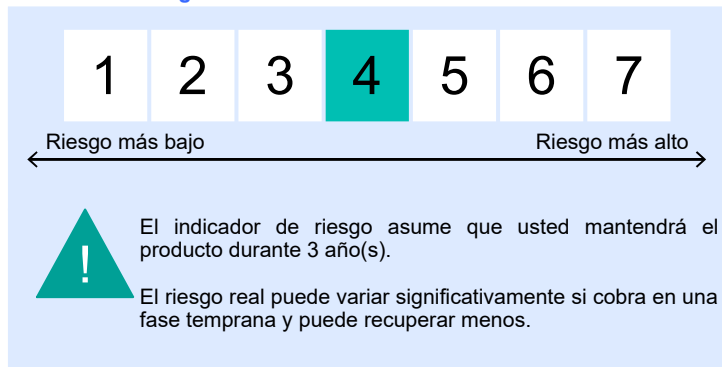 1 2 3 4 5 6 7
Riesgo más bajo Riesgo más alto
!
El indicador de riesgo asume que usted mantendrá el
producto durante 3 año(s).
El riesgo real puede variar significativamente si cobra en una
fase temprana y puede recuperar menos.